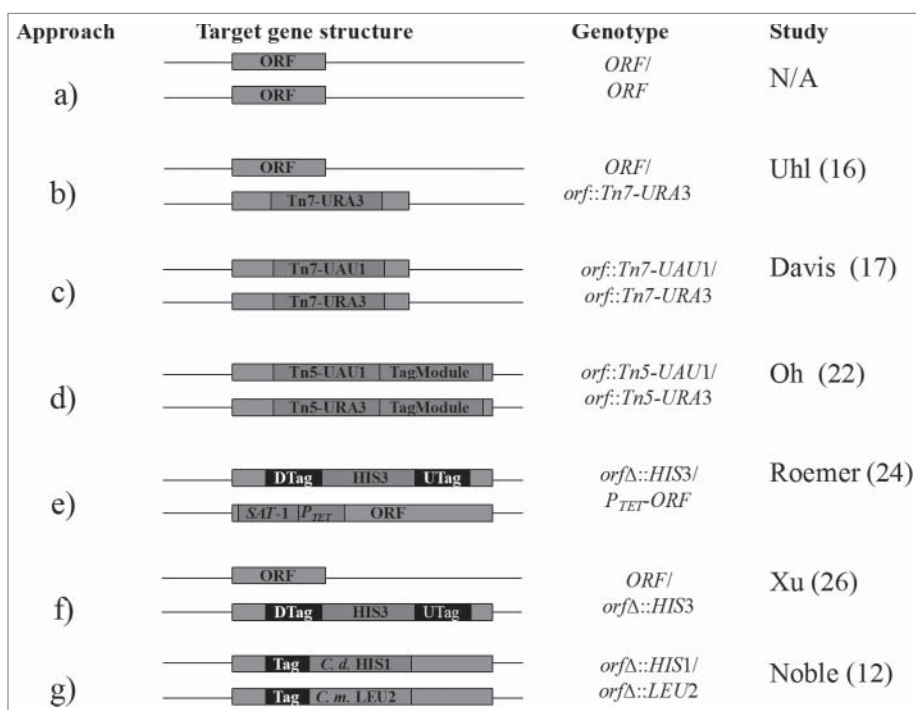 Approach Target gene structure Genotype Study
ORF
ORF
a)
ORF/
ORF
N/A
ORF
Tn7-URA3
b)
ORF/
orf::Tn7-URA3
Uhl (16)
Tn7-UAU1
Tn7-URA3
c)
orf::Tn7-UAU1/
orf::Tn7-URA3
Davis (17)
Tn5-UAU1 TagModule
Tn5-URA3 TagModule
d)
orf::Tn5-UAU1/
orf::Tn5-URA3
Oh (22)
DTag HIS3 UTag
SAT-1 PTET ORF
e)
orfΔ::HIS3/
PTET-ORF
Roemer (24)
ORF
DTag HIS3 UTag
f)
ORF/
orfΔ::HIS3
Xu (26)
Tag C. d. HIS1
Tag C. m. LEU2
g)
orfΔ::HIS1/
orfΔ::LEU2
Noble (12)